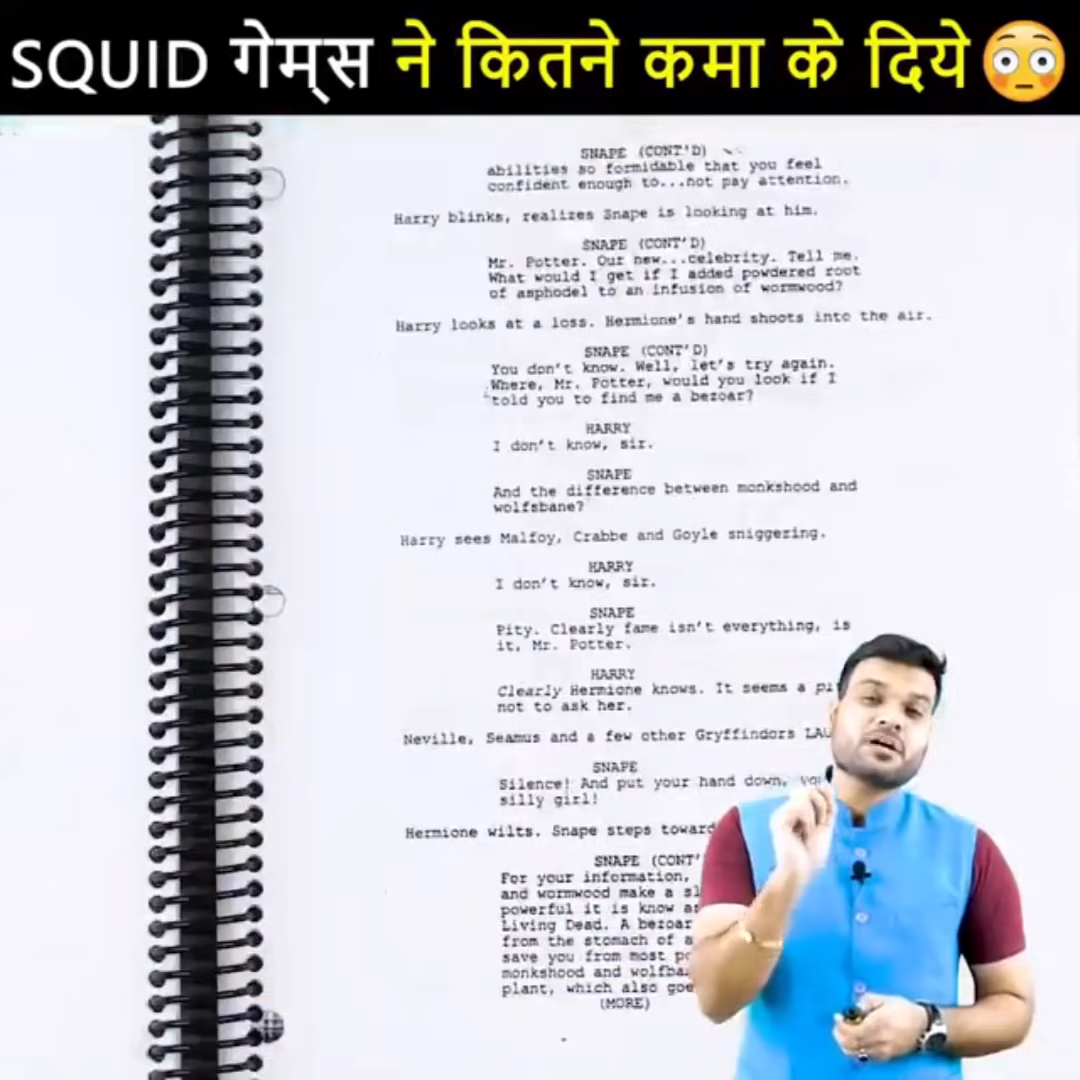 SQUID गेम्स ने कितने कमा के दिये
SNAPE (CONT'D)
abilities so formidable that you feel
confident enough to...not pay attention.
Harry blinks, realizes Snape is looking at him.
SNAPE (CONT'D)
Mr. Potter. Our new...celebrity. Tell me.
What would I get if I added powdered root
of asphodel to an infusion of wormwood?
Harry looks at a loss. Hermione's hand shoots into the air.
SNAPE (CONT'D)
You don't know. Well, let's try again.
Where, Mr. Potter, would you look if I
told you to find me a bezoar?
HARRY
I don't know, sir.
SNAPE
And the difference between monkshood and
wolfsbane?
Harry sees Malfoy, Crabbe and Goyle sniggering.
HARRY
I don't know, sir.
SNAPE
Pity. Clearly fame isn't everything, is
it, Mr. Potter.
HARRY
Clearly Hermione knows. It seems a
not to ask her.
Neville, Seamus and a few other Gryffindors
SNAPE
Silence! And put your hand down,
silly girl!
Hermione wilts. Snape steps
SNAPE
For your information,
and wormwood make a
powerful it is know
Living Dead. A bezoar
from the stomach of
save you from most
monkshood and
plant, which also
(MORE)